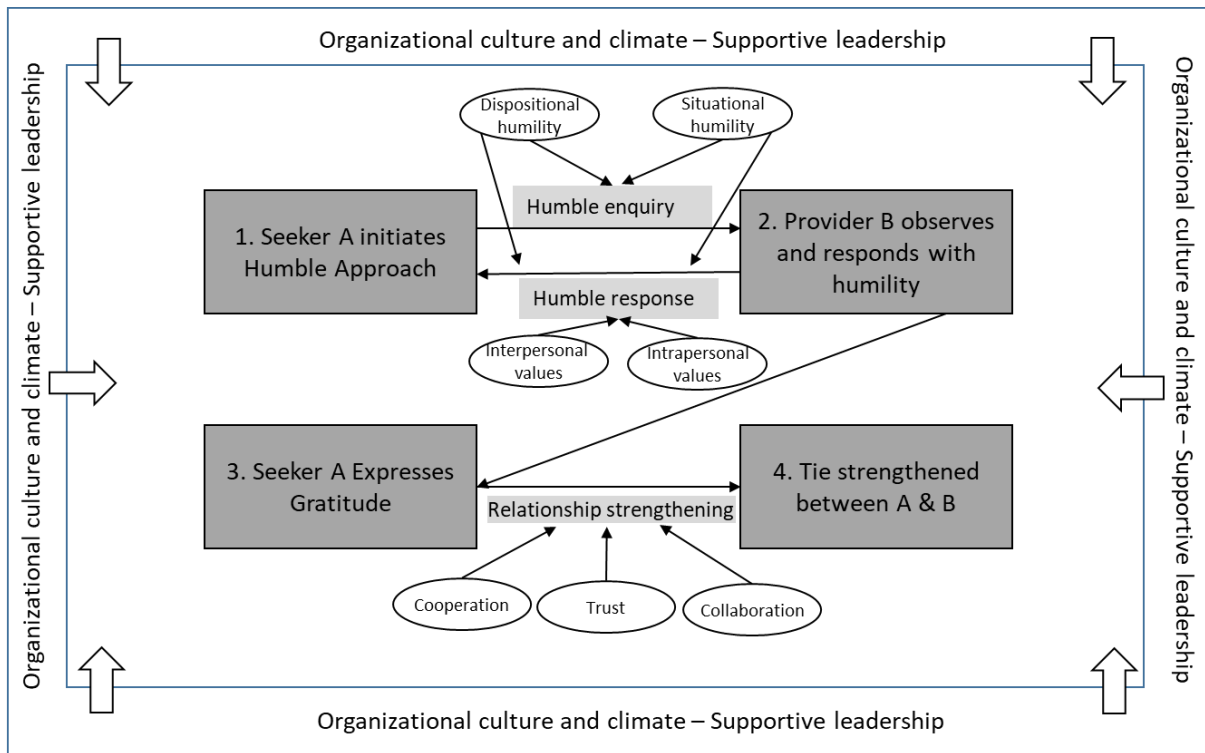 Organizational culture and climate – Supportive leadership
Organizational culture and climate – Supportive leadership
Organizational culture and climate – Supportive leadership
Dispositional
humility
Situational
humility
Humble enquiry
1. Seeker A initiates
Humble Approach
2. Provider B observes
and responds with
humility
Humble response
Interpersonal
values
Intrapersonal
values
3. Seeker A Expresses
Gratitude
4. Tie strengthened
between A & B
Relationship strengthening
Cooperation
Trust
Collaboration
Organizational culture and climate – Supportive leadership